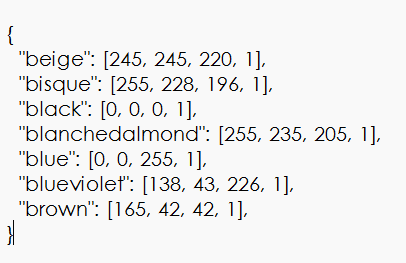 {
"beige": [245, 245, 220, 1],
"bisque": [255, 228, 196, 1],
"black": [0, 0, 0, 1],
"blanchedalmond": [255, 235, 205, 1],
"blue": [0, 0, 255, 1],
"blueviolet": [138, 43, 226, 1],
"brown": [165, 42, 42, 1],
}